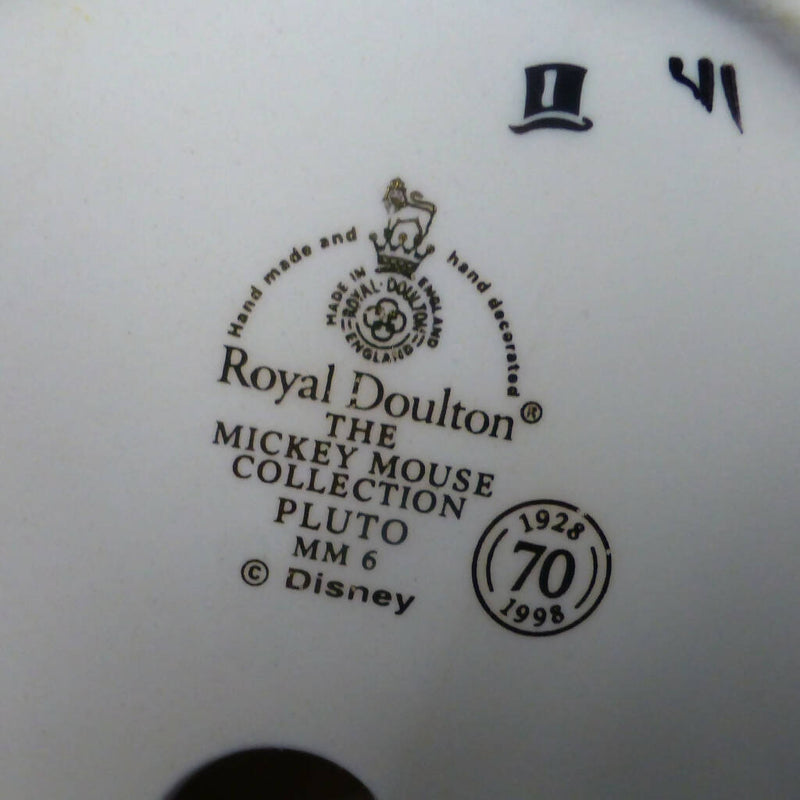 1
Hand made and hand decorated
MADE IN ENGLAND
ROYAL·DOULTON
ENGLAND
Royal Doulton®
THE
MICKEY MOUSE
COLLECTION
PLUTO
MM 6
© Disney
1928
70
1998